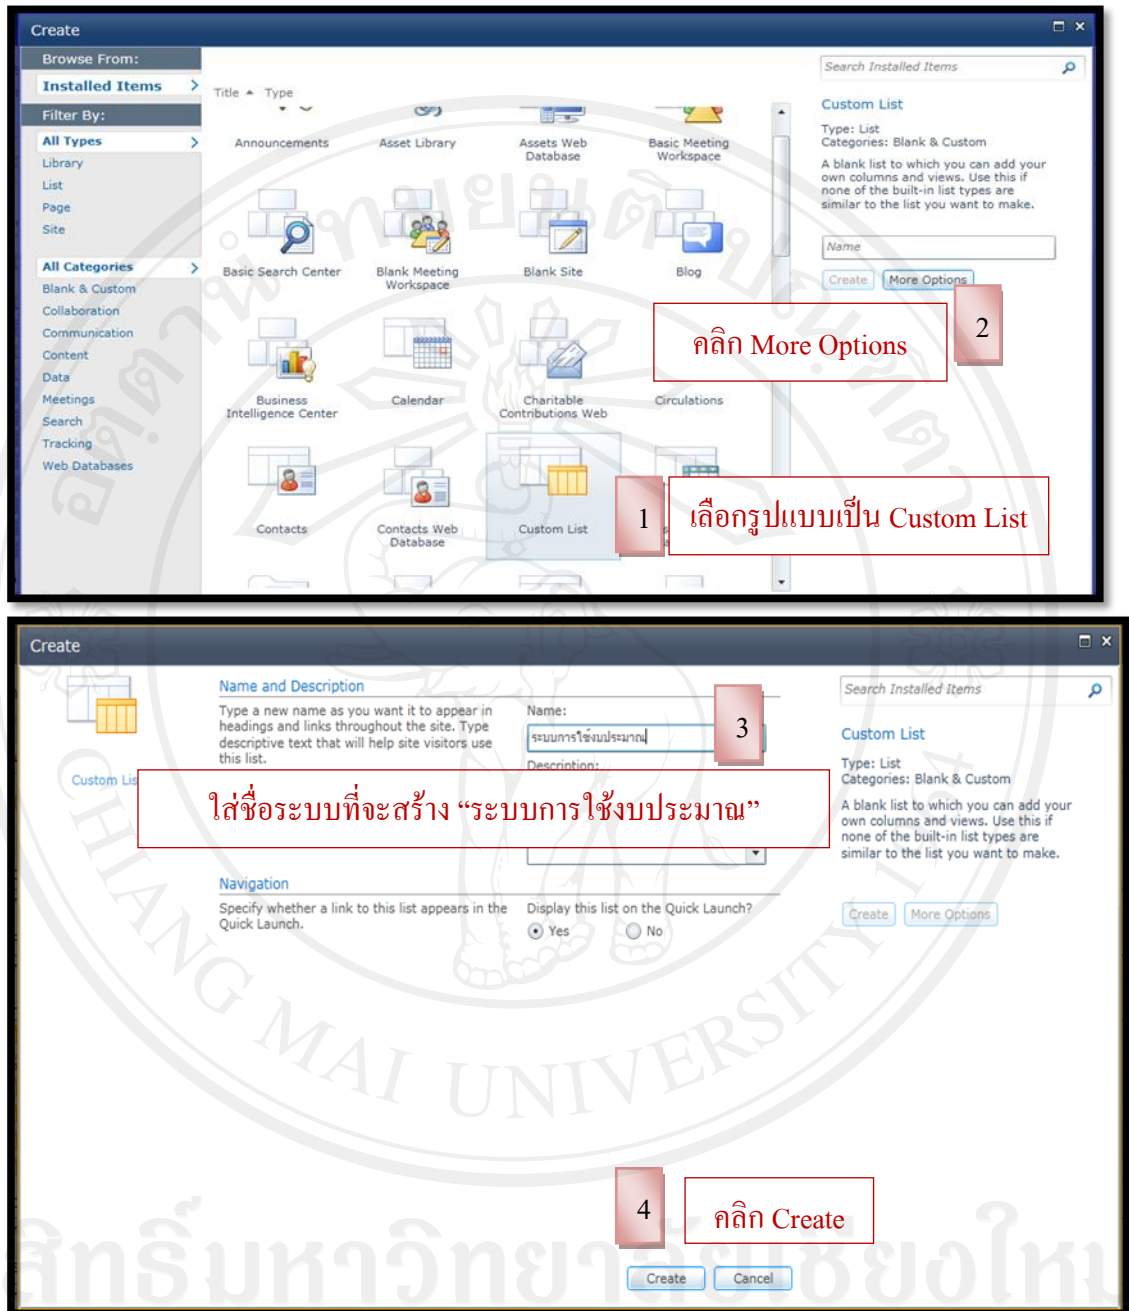 Create
Browse From:
Installed Items
Filter By:
All Types
Library
List
Page
Site
All Categories
Blank & Custom
Collaboration
Communication
Content
Data
Meetings
Search
Tracking
Web Databases
Title Type
Announcements
Asset Library
Assets Web Database
Basic Meeting Workspace
Basic Search Center
Blank Meeting Workspace
Blank Site
Blog
Business Intelligence Center
Calendar
Charitable Contributions Web
Circulations
Contacts
Contacts Web Database
Custom List
Search Installed Items
Custom List
Type: List
Categories: Blank & Custom
A blank list to which you can add your
own columns and views. Use this if
none of the built-in list types are
similar to the list you want to make.
Name
Create More Options
คลิก More Options
2
1
เลือกรูปแบบเป็น Custom List
Create
Custom Lis
Name and Description
Type a new name as you want it to appear in
headings and links throughout the site. Type
descriptive text that will help site visitors use
this list.
Name:
ระบบการใช้งบประมาณ
3
Description:
ใส่ชื่อระบบที่จะสร้าง “ระบบการใช้งบประมาณ”
Navigation
Specify whether a link to this list appears in the
Quick Launch.
Display this list on the Quick Launch?
Yes No
Search Installed Items
Custom List
Type: List
Categories: Blank & Custom
A blank list to which you can add your
own columns and views. Use this if
none of the built-in list types are
similar to the list you want to make.
Create More Options
4
คลิก Create
Create Cancel
CHIANG MAI UNIVERSITY 1964